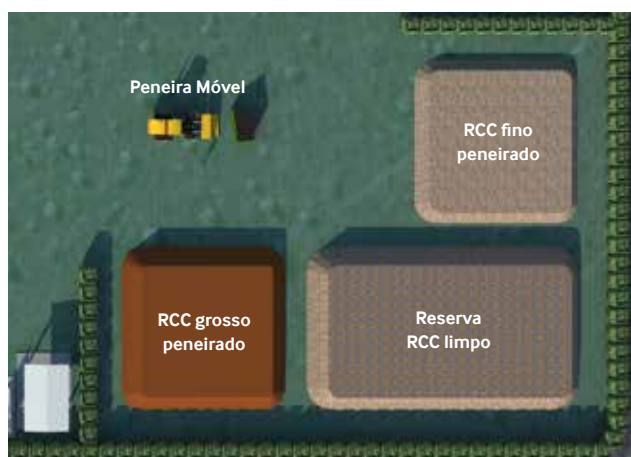 Peneira Móvel
RCC fino
peneirado
RCC grosso
peneirado
Reserva
RCC limpo